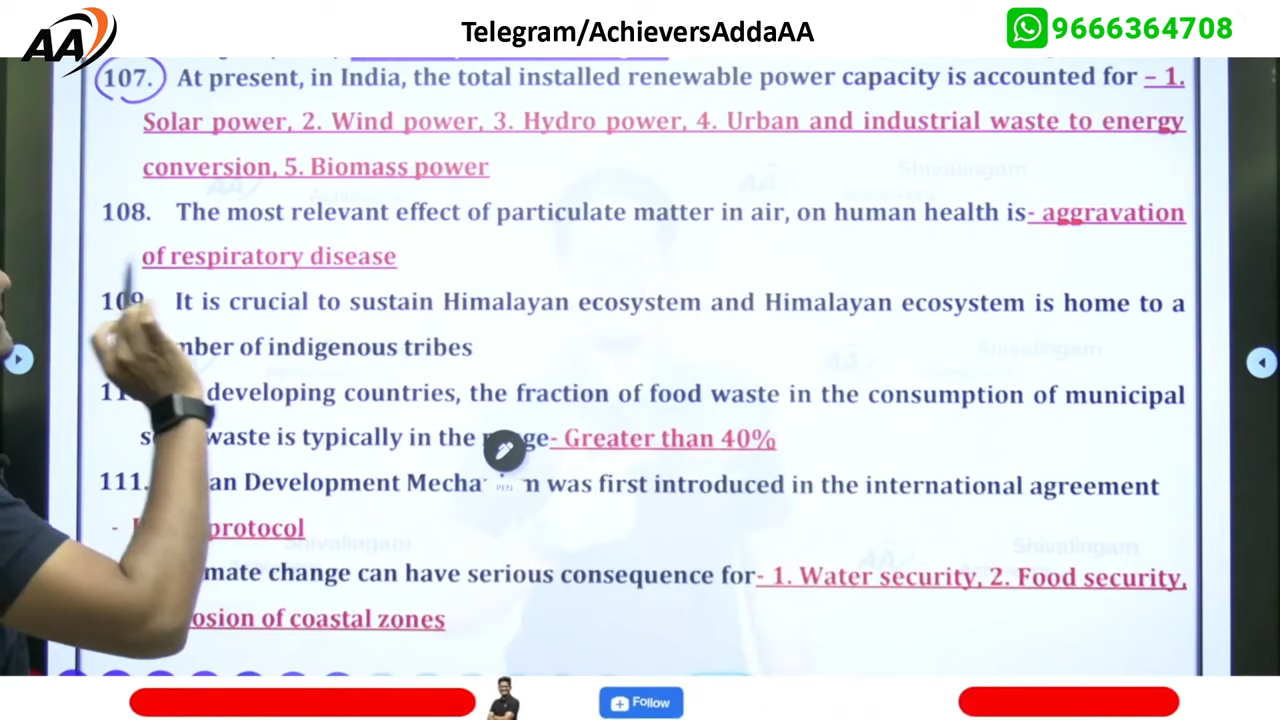 AA
Telegram/AchieversAddaAA
9666364708
107. At present, in India, the total installed renewable power capacity is accounted for – 1.
Solar power, 2. Wind power, 3. Hydro power, 4. Urban and industrial waste to energy
conversion, 5. Biomass power
108. The most relevant effect of particulate matter in air, on human health is- aggravation
of respiratory disease
109. It is crucial to sustain Himalayan ecosystem and Himalayan ecosystem is home to a
of indigenous tribes
developing countries, the fraction of food waste in the consumption of municipal
waste is typically in the - Greater than 40%
111. Development was first introduced in the international agreement
- protocol
change can have serious consequence for- 1. Water security, 2. Food security,
of coastal zones
Follow